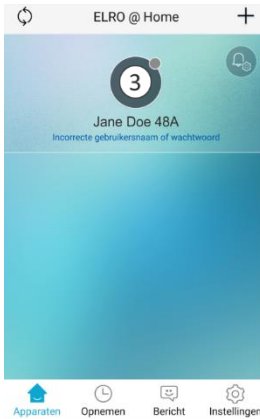 ELRO @ Home
3
Jane Doe 48A
Incorrecte gebruikersnaam of wachtwoord
Apparaten Opnemen Bericht Instellingen